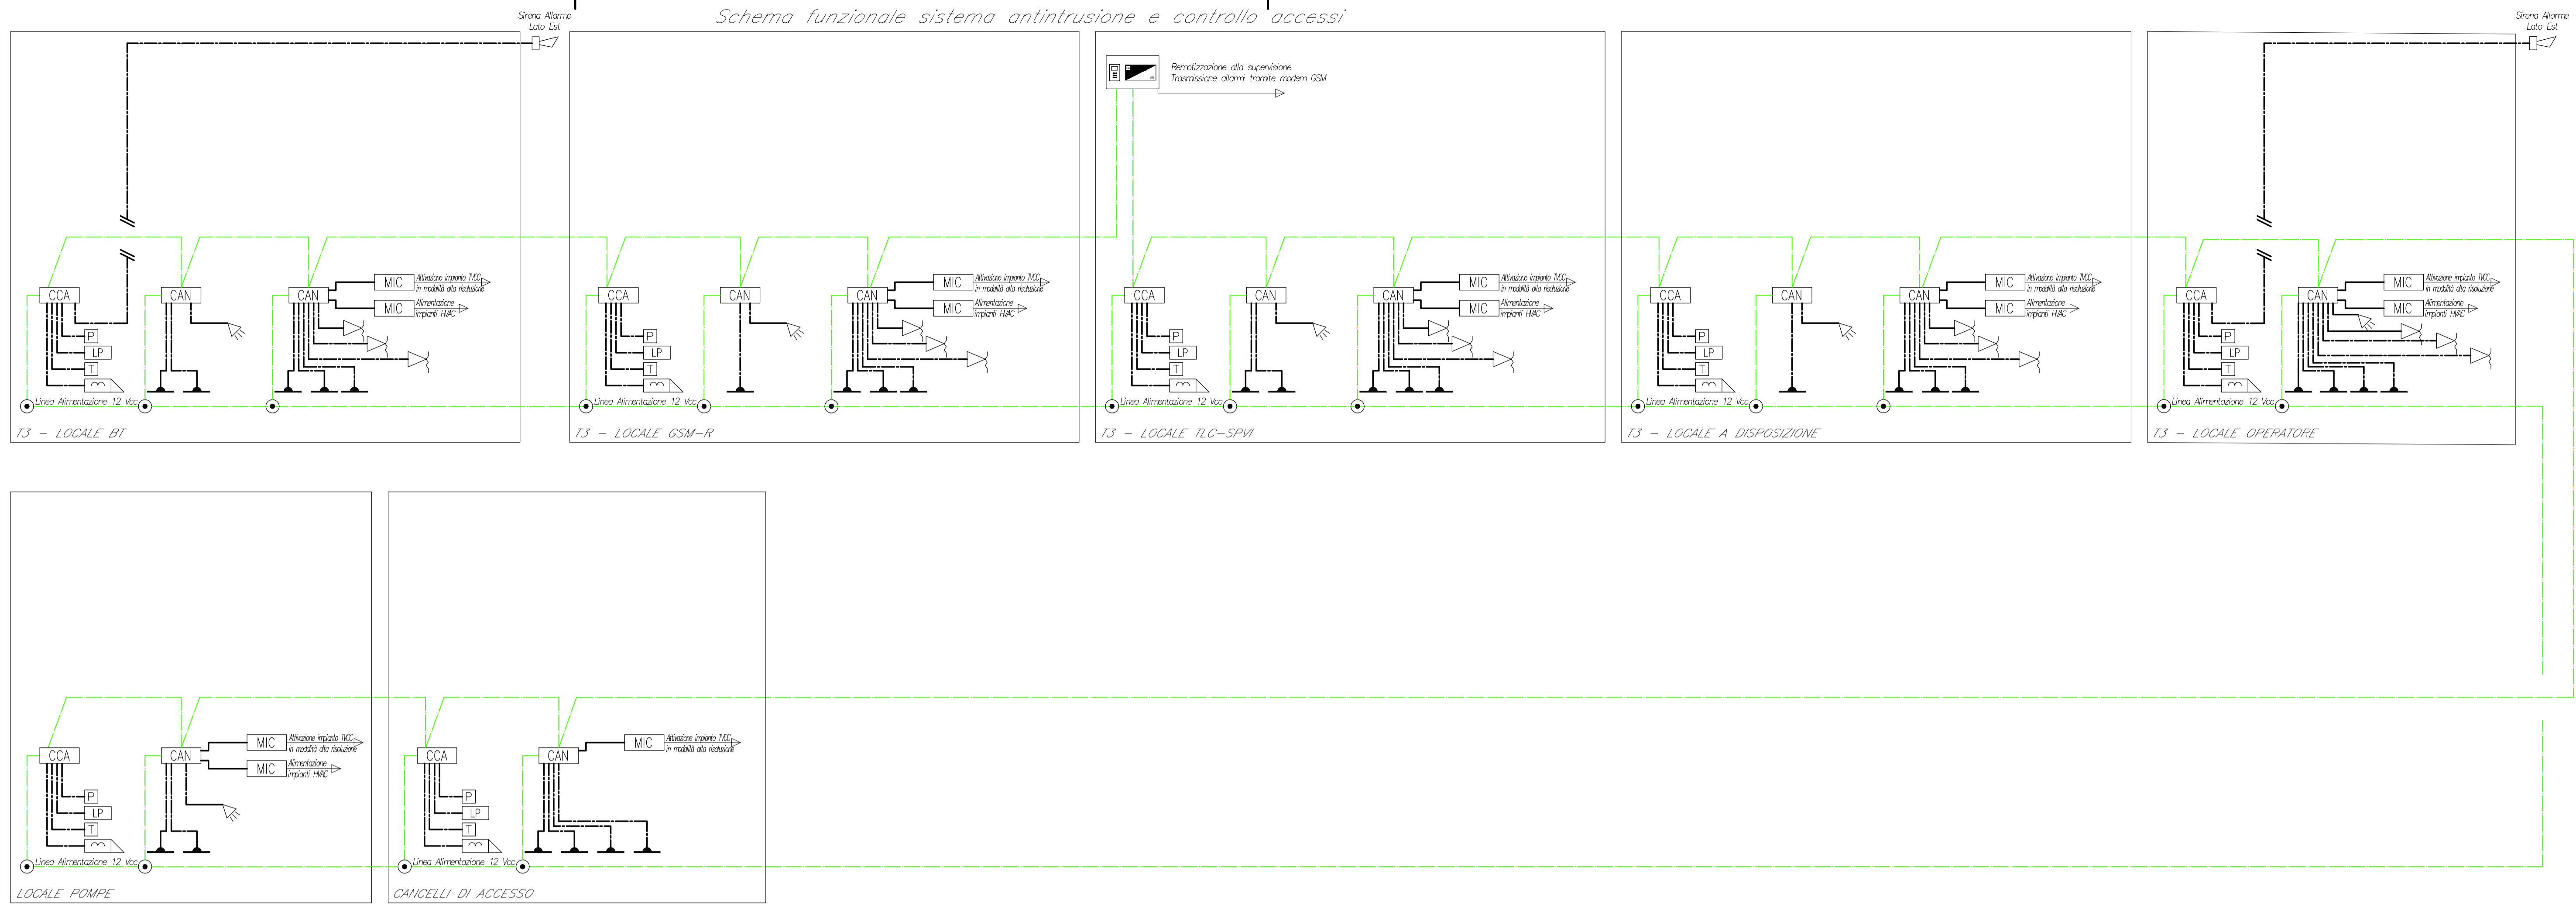 Schema funzionale sistema antintrusione e controllo accessi
Sirena Allarme
Lato Est
Sirena Allarme
Lato Est
Remotizzazione alla supervisione
Trasmissione allarmi tramite modem GSM
CCA
P
LP
T
CAN
CAN
MIC
Attivazione impianto TVCC
in modalità alta risoluzione
MIC
Alimentazione
impianti HVAC
Linea Alimentazione 12 Vcc
T3 - LOCALE BT
CCA
P
LP
T
CAN
CAN
MIC
Attivazione impianto TVCC
in modalità alta risoluzione
MIC
Alimentazione
impianti HVAC
Linea Alimentazione 12 Vcc
T3 - LOCALE GSM-R
CCA
P
LP
T
CAN
CAN
MIC
Attivazione impianto TVCC
in modalità alta risoluzione
MIC
Alimentazione
impianti HVAC
Linea Alimentazione 12 Vcc
T3 - LOCALE TLC-SPVI
CCA
P
LP
T
CAN
CAN
MIC
Attivazione impianto TVCC
in modalità alta risoluzione
MIC
Alimentazione
impianti HVAC
Linea Alimentazione 12 Vcc
T3 - LOCALE A DISPOSIZIONE
CCA
P
LP
T
CAN
MIC
Attivazione impianto TVCC
in modalità alta risoluzione
MIC
Alimentazione
impianti HVAC
Linea Alimentazione 12 Vcc
T3 - LOCALE OPERATORE
CCA
P
LP
T
CAN
MIC
Attivazione impianto TVCC
in modalità alta risoluzione
MIC
Alimentazione
impianti HVAC
Linea Alimentazione 12 Vcc
LOCALE POMPE
CCA
P
LP
T
CAN
MIC
Attivazione impianto TVCC
in modalità alta risoluzione
Linea Alimentazione 12 Vcc
CANCELLI DI ACCESSO